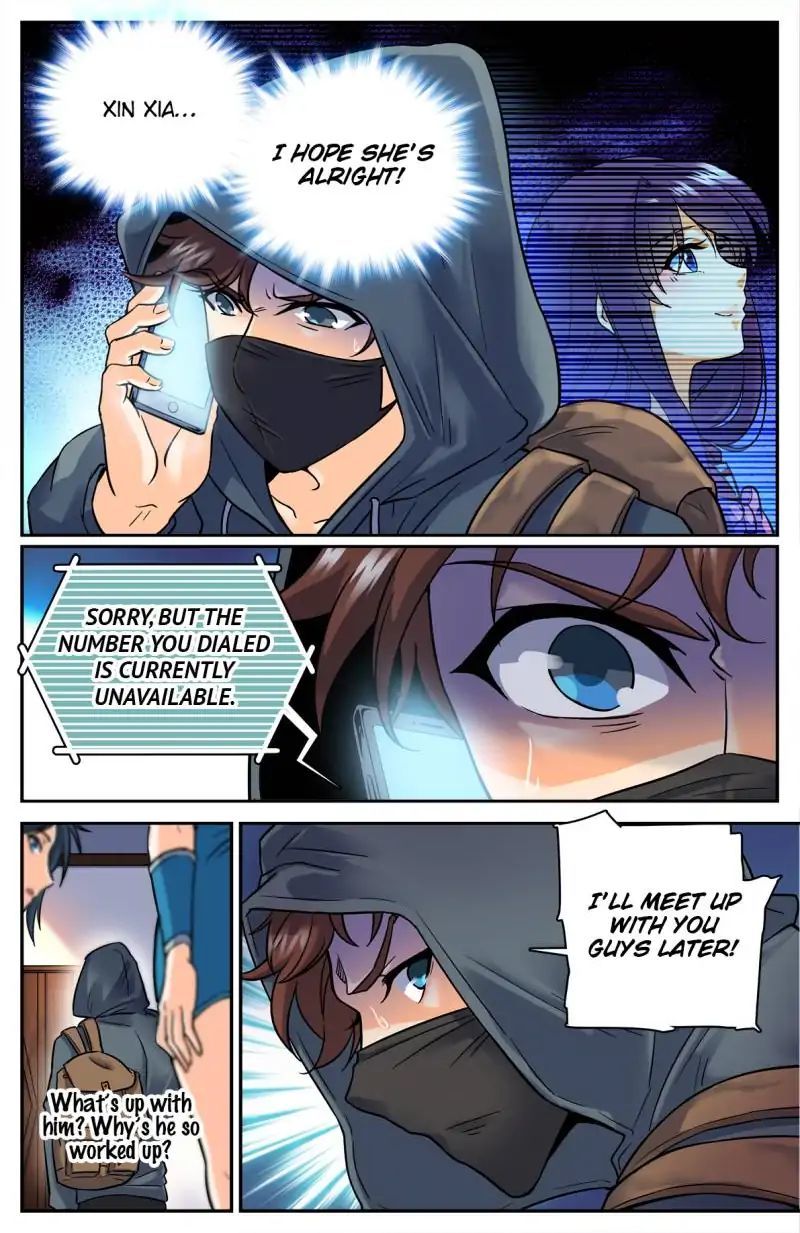 XIN XIA...
I HOPE SHE'S
ALRIGHT!
SORRY, BUT THE
NUMBER YOU DIALED
IS CURRENTLY
UNAVAILABLE.
What's up with
him? Why's he so
worked up?
I'LL MEET UP
WITH YOU
GUYS LATER!